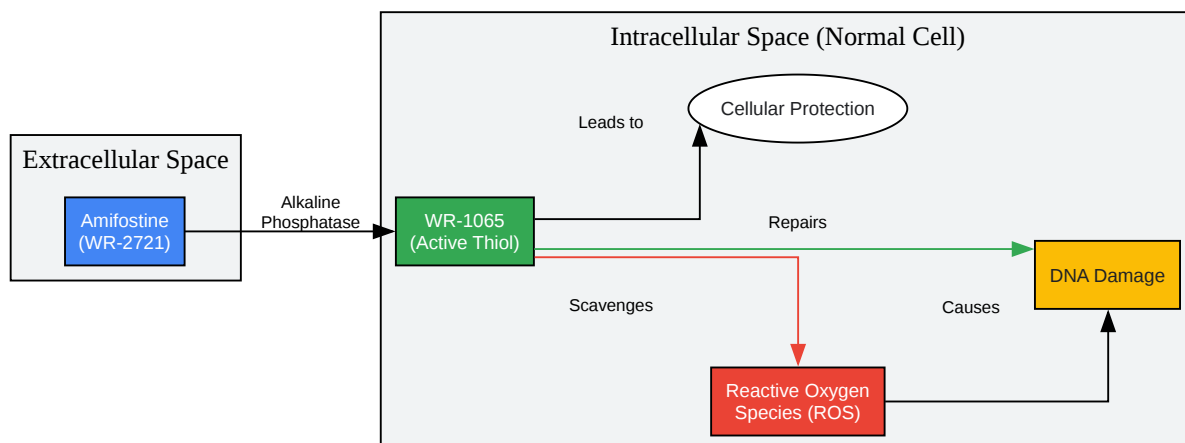 Intracellular Space (Normal Cell)
Cellular Protection
Leads to
Extracellular Space
Amifostine
(WR-2721)
Alkaline
Phosphatase
WR-1065
(Active Thiol)
Repairs
DNA Damage
Scavenges
Causes
Reactive Oxygen
Species (ROS)